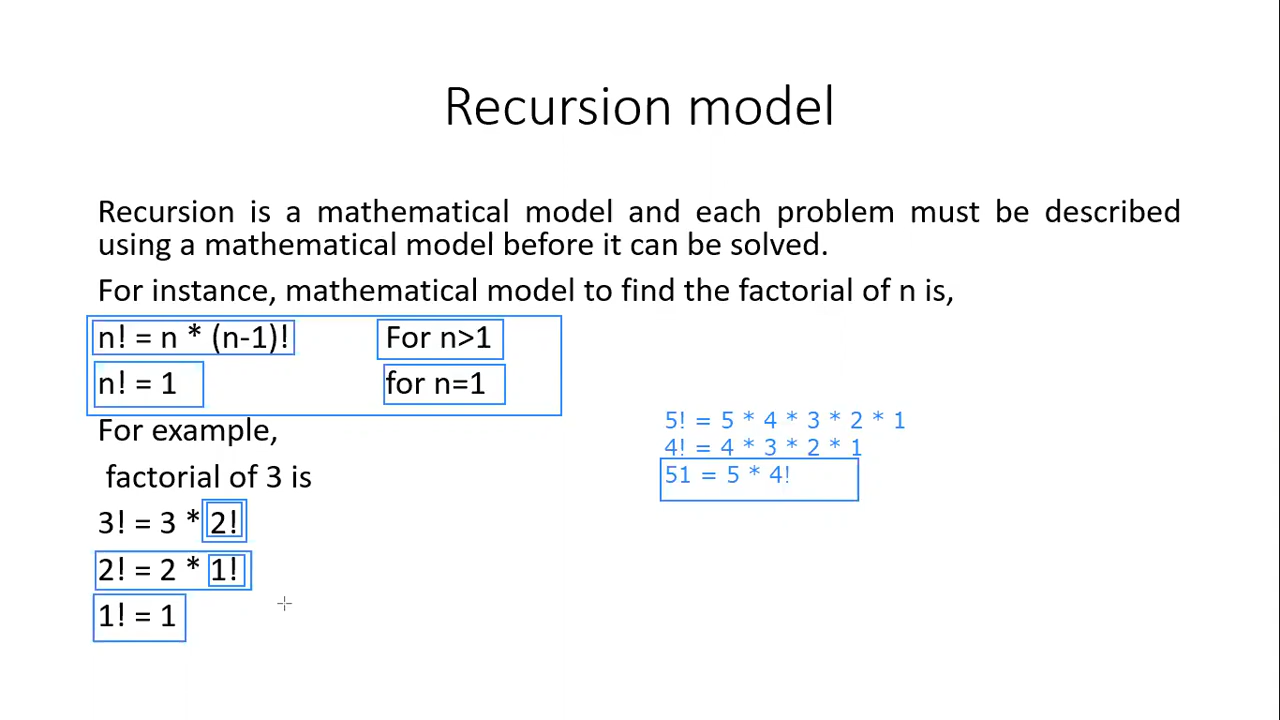 Recursion model
Recursion is a mathematical model and each problem must be described
using a mathematical model before it can be solved.
For instance, mathematical model to find the factorial of n is,
n! = n * (n-1)! For n>1
n! = 1 for n=1
For example,
factorial of 3 is
3! = 3 * 2!
2! = 2 * 1!
1! = 1
5! = 5 * 4 * 3 * 2 * 1
4! = 4 * 3 * 2 * 1
51 = 5 * 4!